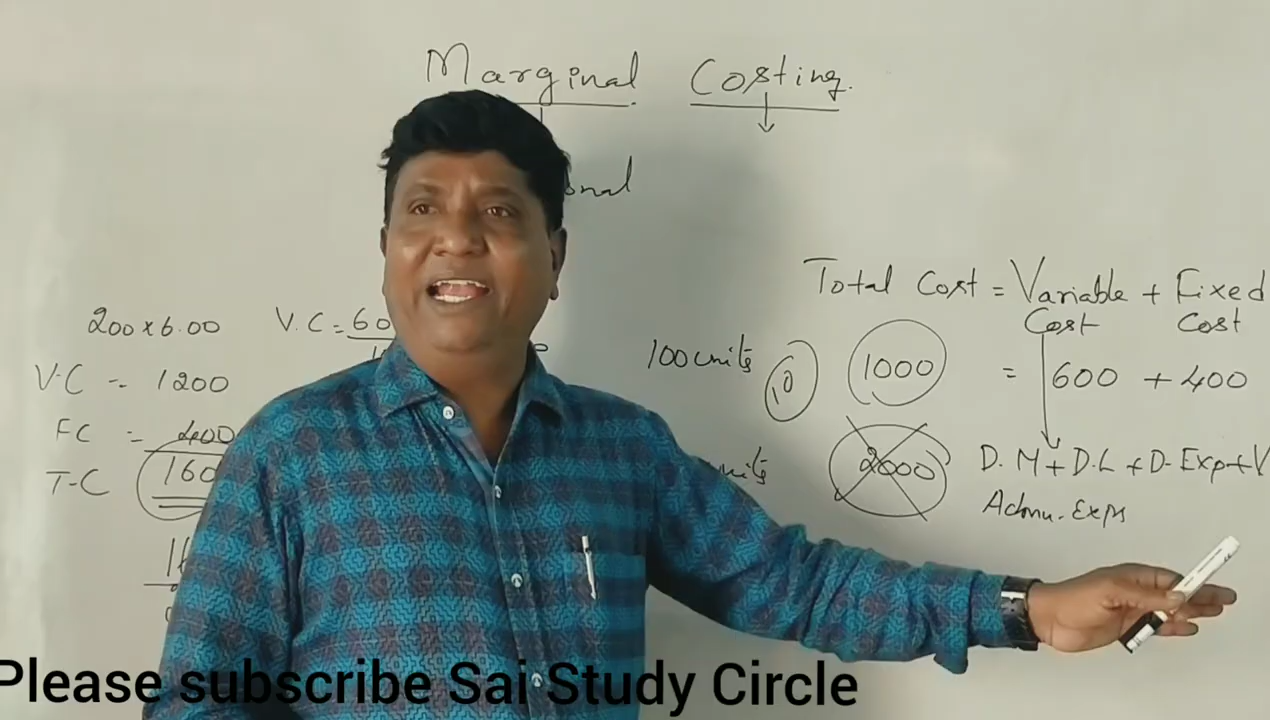 Marginal Costing.
Total Cost = Variable Cost + Fixed Cost
200 x 6.00
V.C =
100 units
10
1000
= 600 + 400
V.C - 1200
FC = 400
T-C
2000
D.M + D.L + D-Exp + V
Admn. Exps
Please subscribe Sai Study Circle